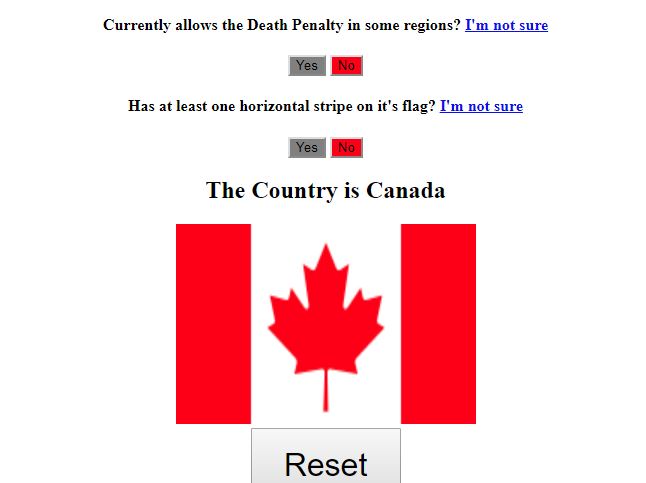 Currently allows the Death Penalty in some regions? I'm not sure
Yes No
Has at least one horizontal stripe on it's flag? I'm not sure
Yes No
The Country is Canada
Reset